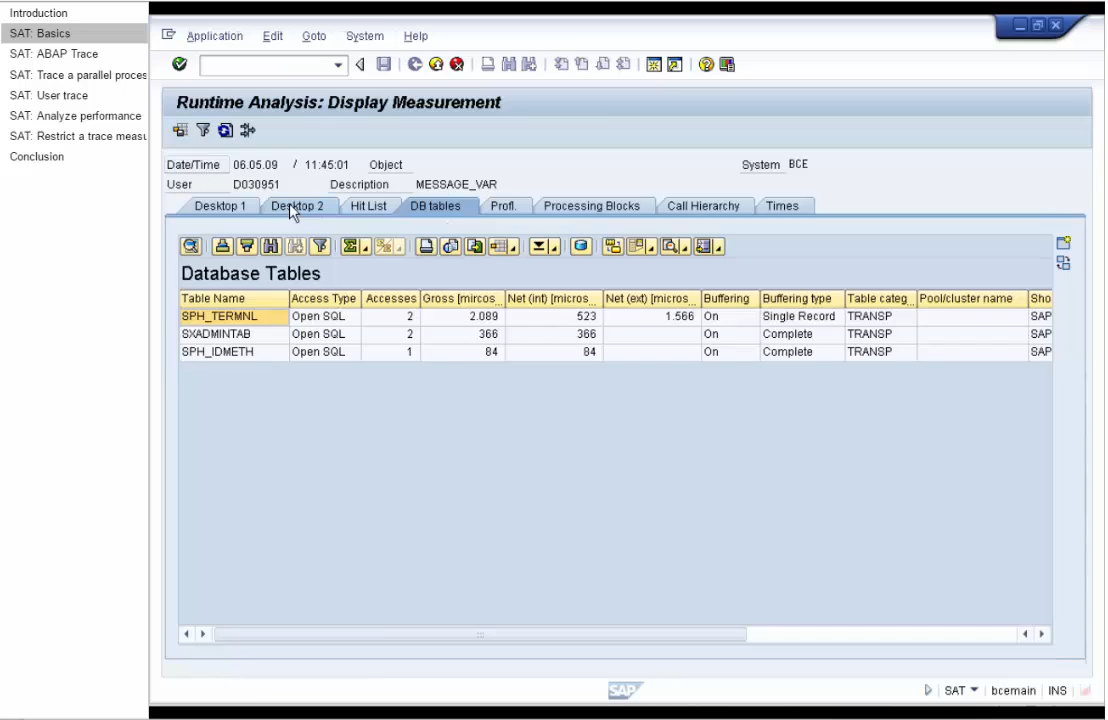 Introduction
SAT: Basics
SAT: ABAP Trace
SAT: Trace a parallel proces
SAT: User trace
SAT: Analyze performance
SAT: Restrict a trace measu
Conclusion
Application Edit Goto System Help
Runtime Analysis: Display Measurement
Date/Time 06.05.09 / 11:45:01 Object System BCE
User D030951 Description MESSAGE_VAR
Desktop 1 Desktop 2 Hit List DB tables Profl. Processing Blocks Call Hierarchy Times
Database Tables
Table Name Access Type Accesses Gross [mircos... Net (int) [micros... Net (ext) [micros... Buffering Buffering type Table categ... Pool/cluster name Sho
SPH_TERMNL Open SQL 2 2.089 523 1.566 On Single Record TRANSP SAP
SXADMINTAB Open SQL 2 366 366 On Complete TRANSP
SPH_IDMETH Open SQL 1 84 84 On Complete TRANSP SAP
SAP SAT bcemain INS